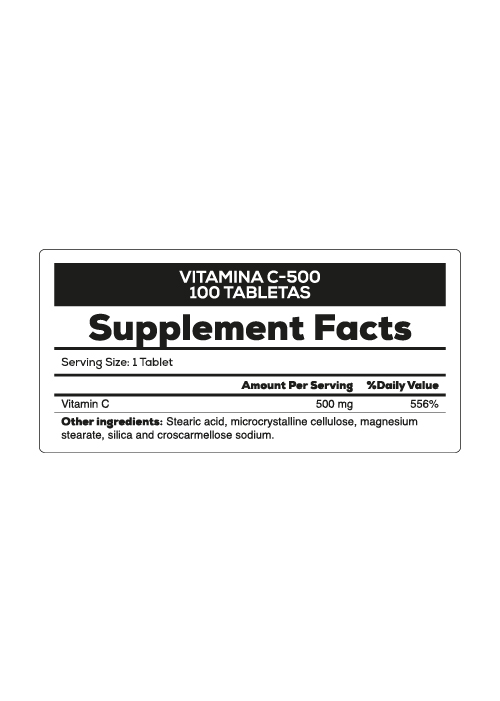 VITAMINA C-500
100 TABLETAS
Supplement Facts
Serving Size: 1 Tablet
Amount Per Serving %Daily Value
Vitamin C 500 mg 556%
Other ingredients: Stearic acid, microcrystalline cellulose, magnesium
stearate, silica and croscarmellose sodium.